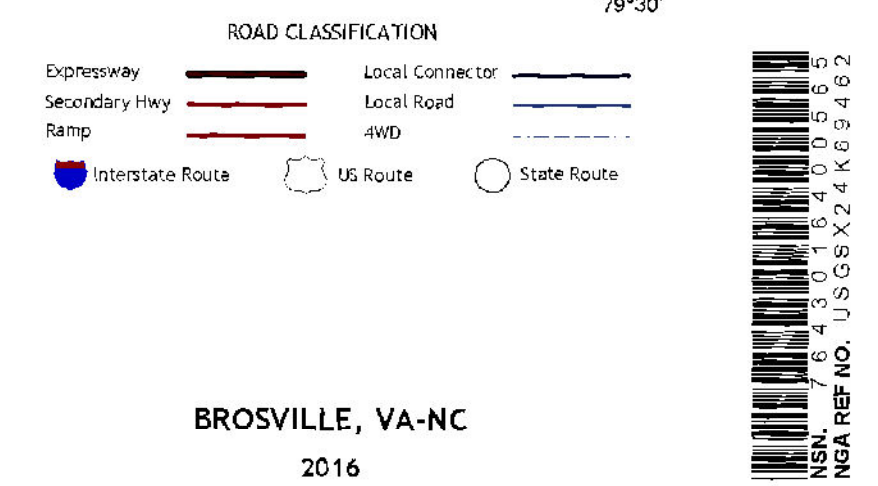 79°30'
ROAD CLASSIFICATION
Expressway
Local Connector
Secondary Hwy
Local Road
Ramp
4WD
Interstate Route
US Route
State Route
BROSVILLE, VA-NC
2016
NSN. 7643016400565
NGA REF NO. USGSX24K69462